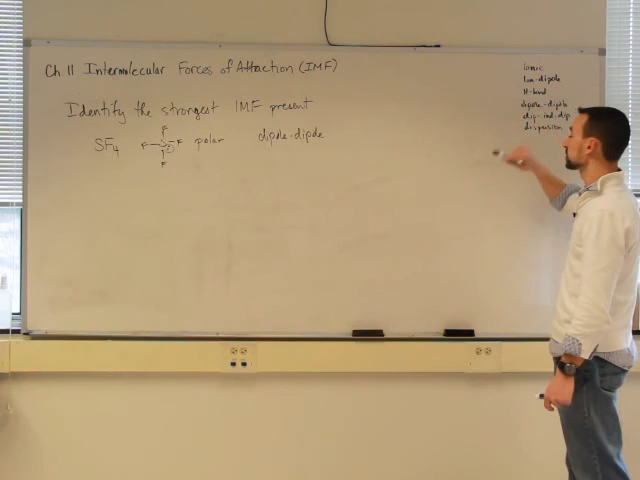 Ch 11 Intermolecular Forces of Attraction (IMF)
Identify the strongest IMF present
SF4 polar dipole-dipole
F
F S F
F
Ionic
Ion-dipole
H-bond
dipole-dipole
dip-ind-dip
dispersion